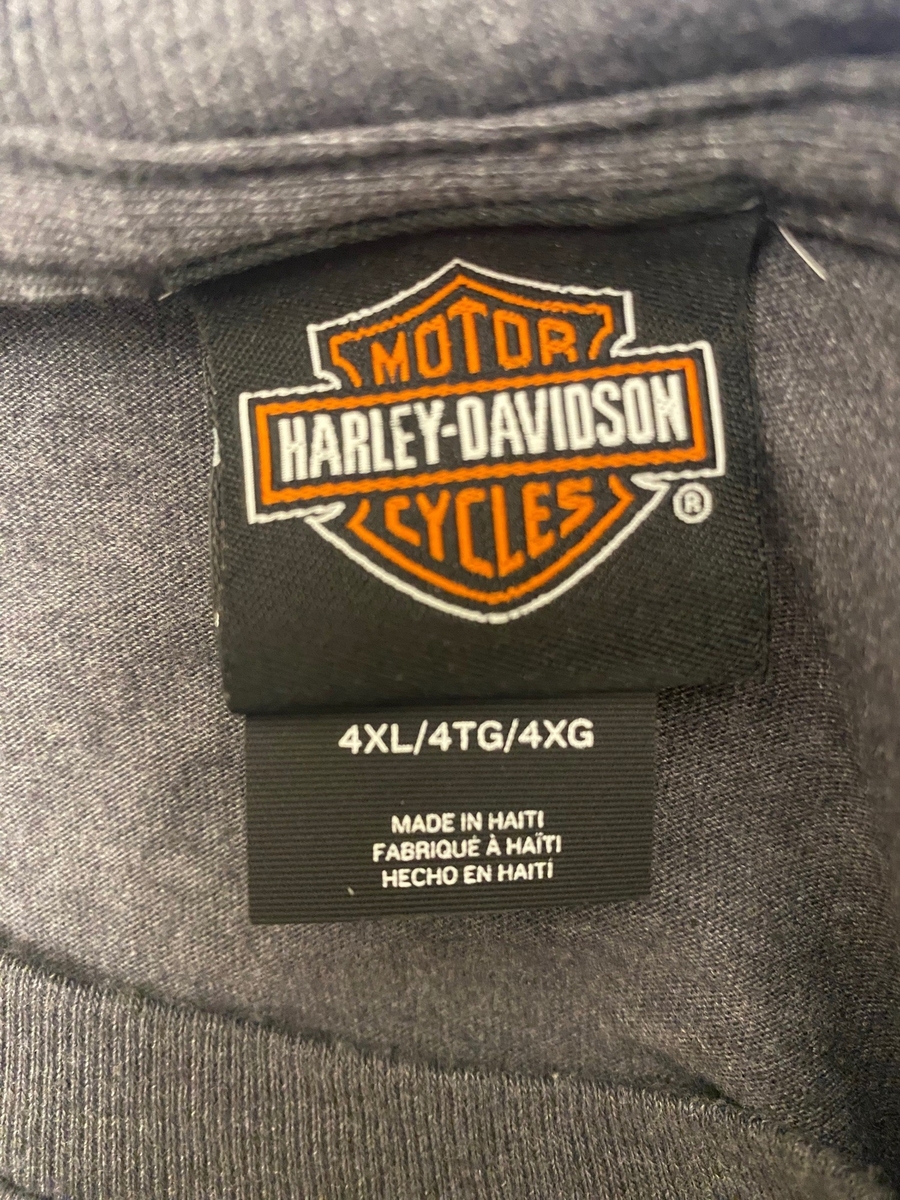 MOTOR
HARLEY-DAVIDSON
CYCLES
®
4XL/4TG/4XG
MADE IN HAITI
FABRIQUÉ À HAÏTI
HECHO EN HAITÍ